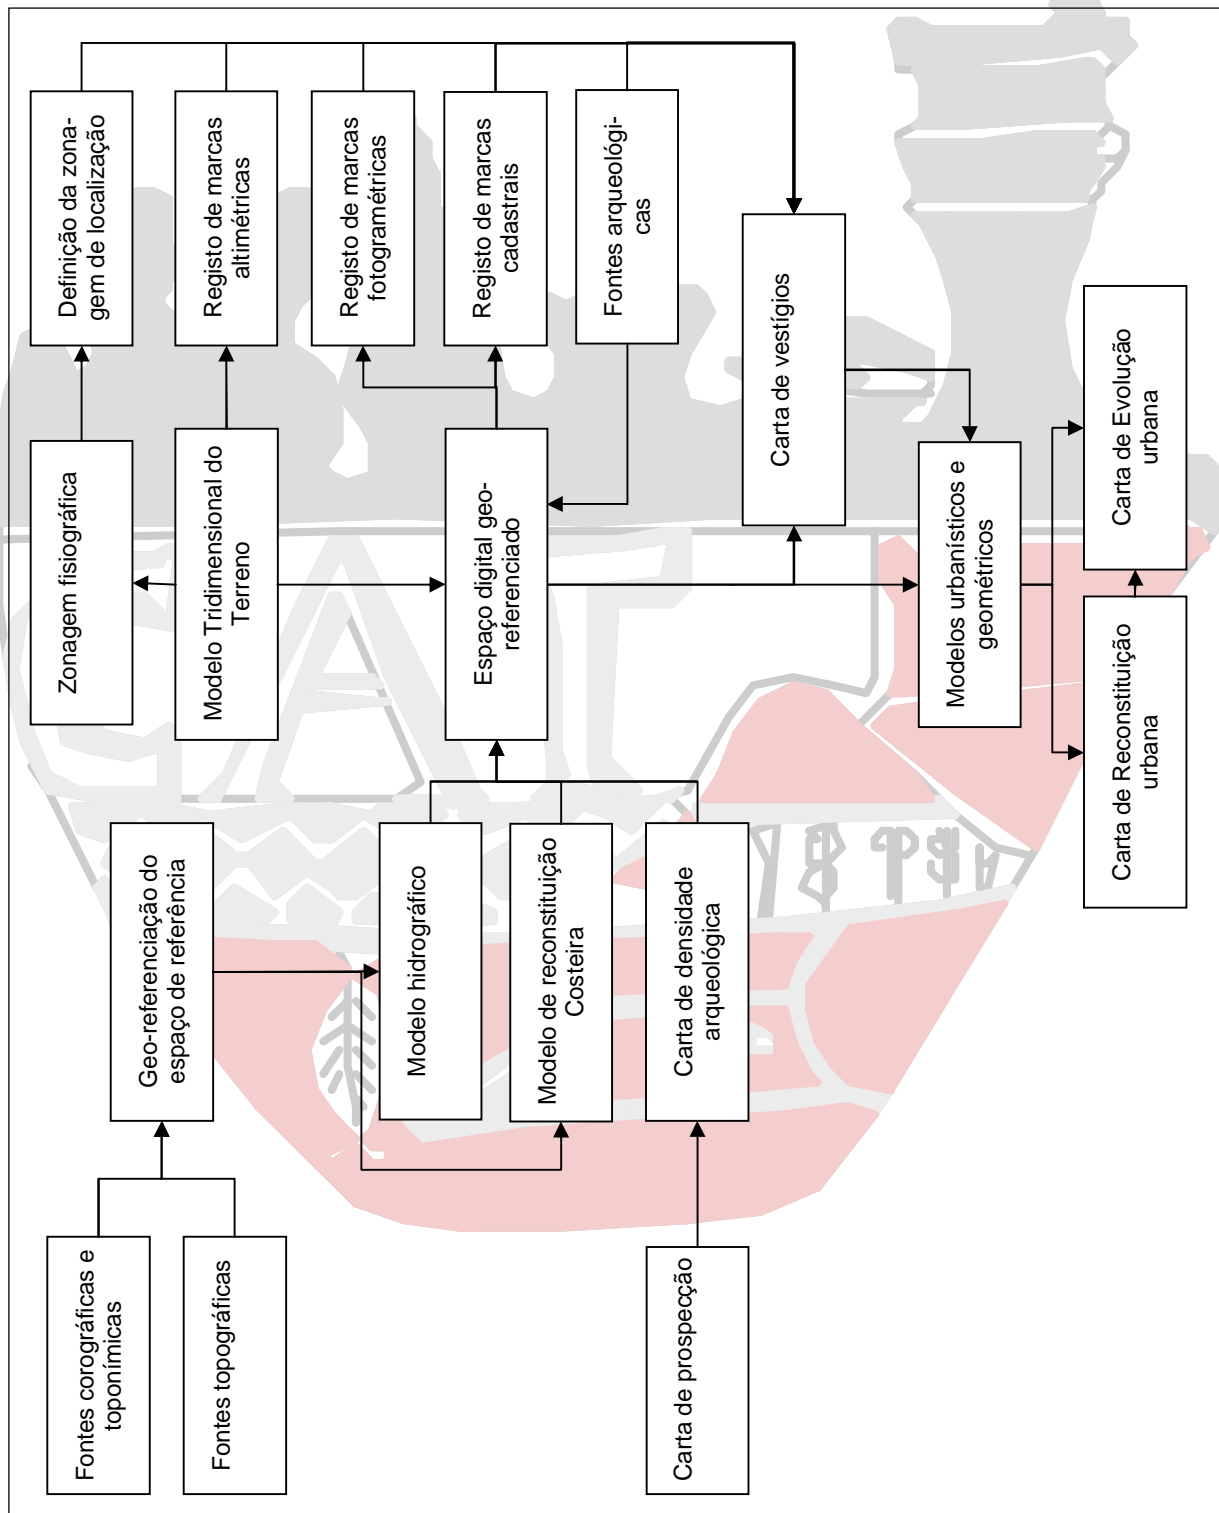 Fontes corográficas e
toponímicas
Fontes topográficas
Carta de prospecção
Geo-referenciação do
espaço de referência
Modelo hidrográfico
Modelo de reconstituição
Costeira
Carta de densidade
arqueológica
Zonagem fisiográfica
Modelo Tridimensional do
Terreno
Espaço digital geo-
referenciado
Definição da zona-
gem de localização
Registo de marcas
altimétricas
Registo de marcas
fotogramétricas
Registo de marcas
cadastrais
Fontes arqueológi-
cas
Carta de vestígios
Modelos urbanísticos e
geométricos
Carta de Reconstituição
urbana
Carta de Evolução
urbana